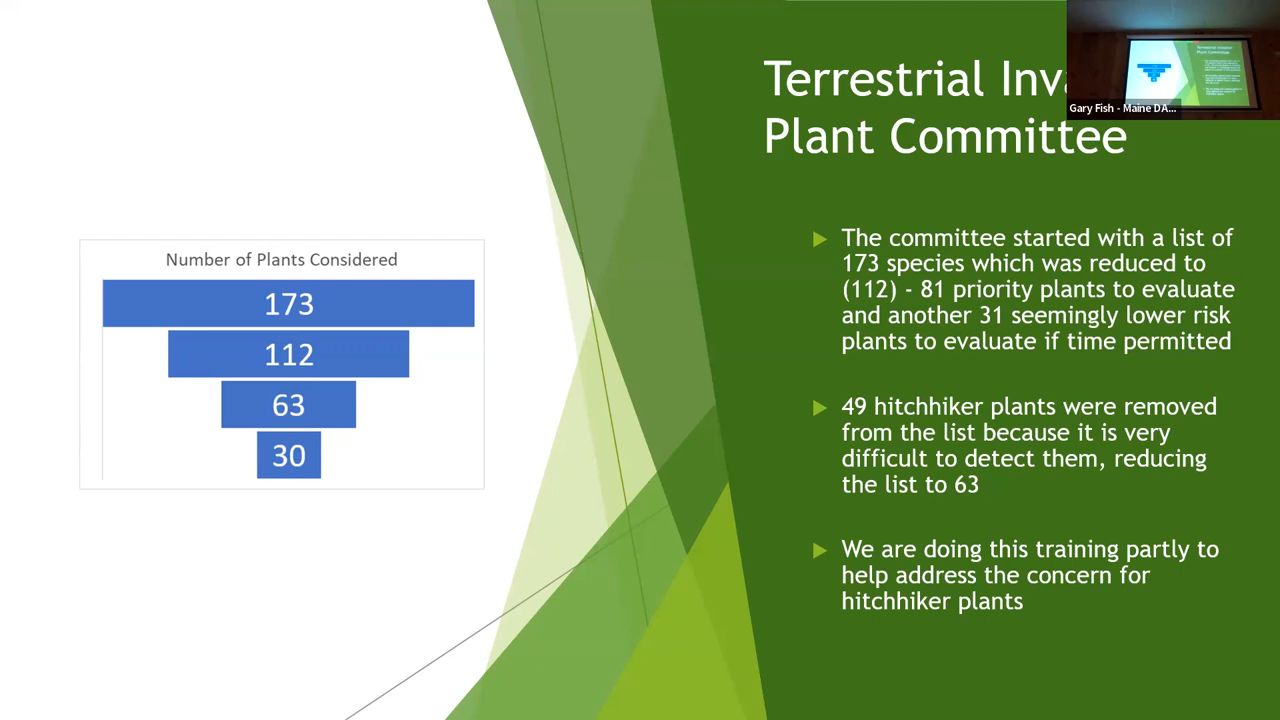 Terrestrial Inva
Plant Committee
Gary Fish - Maine DA...
Number of Plants Considered
173
112
63
30
The committee started with a list of
173 species which was reduced to
(112) - 81 priority plants to evaluate
and another 31 seemingly lower risk
plants to evaluate if time permitted
49 hitchhiker plants were removed
from the list because it is very
difficult to detect them, reducing
the list to 63
We are doing this training partly to
help address the concern for
hitchhiker plants